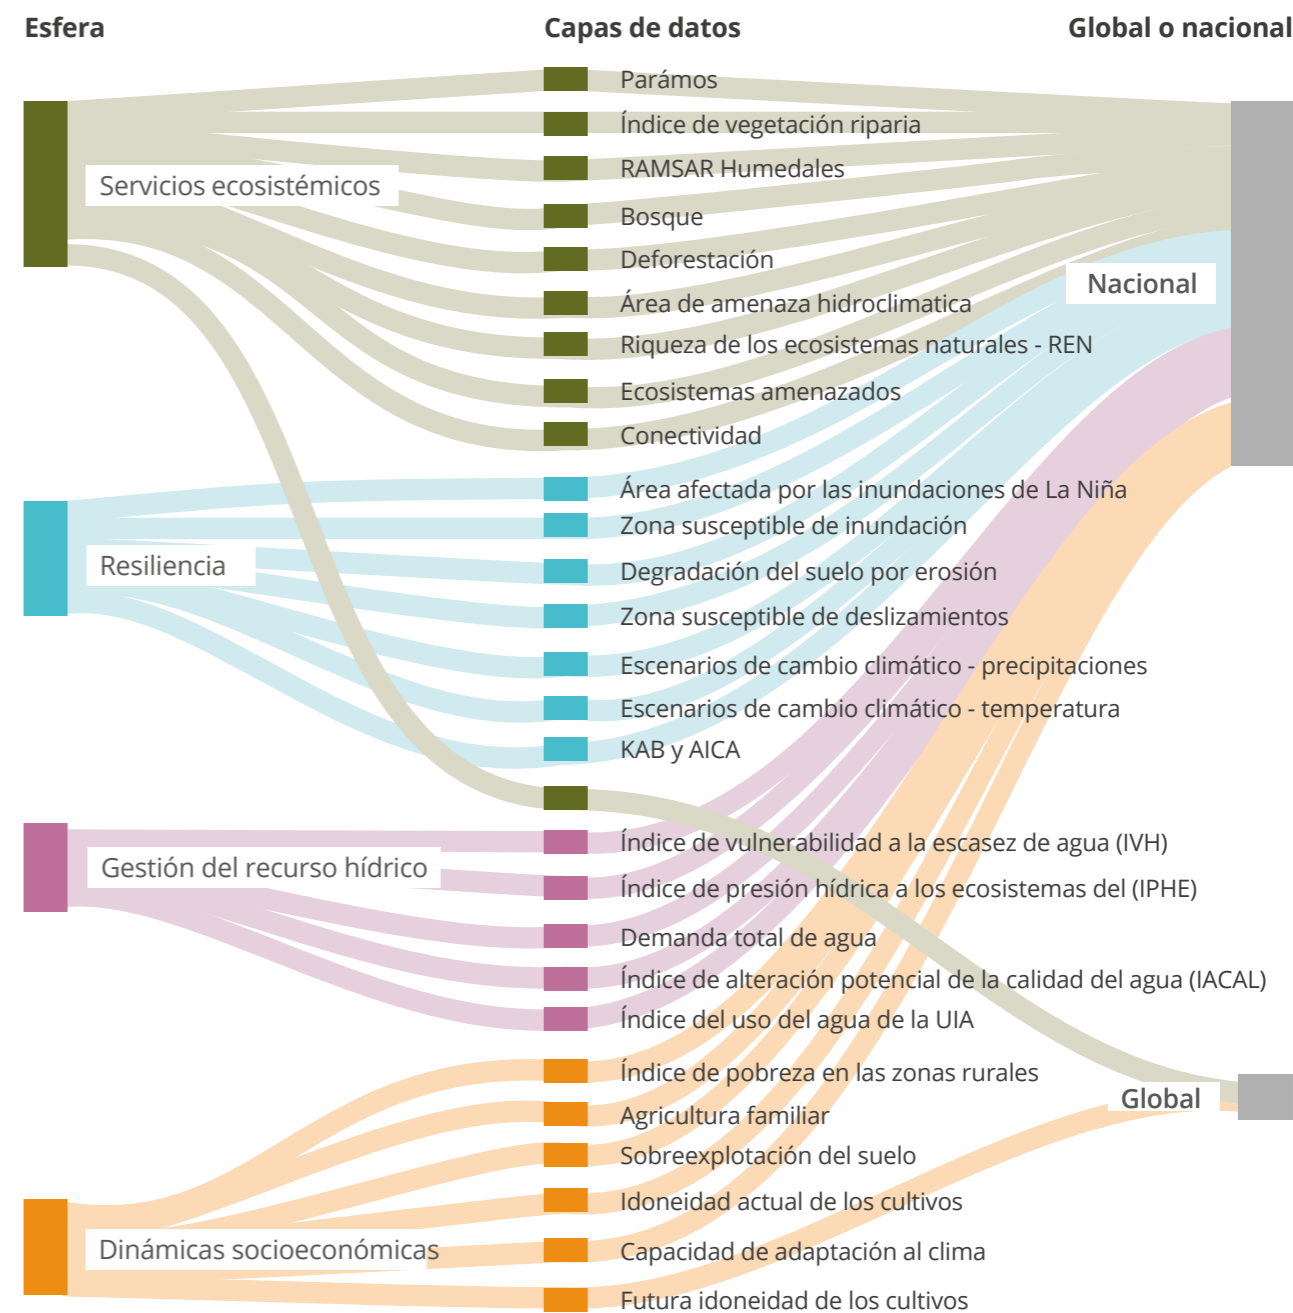 Esfera
Capas de datos
Global o nacional
Parámos
Índice de vegetación riparia
RAMSAR Humedales
Servicios ecosistémicos
Bosque
Deforestación
Nacional
Área de amenaza hidroclimatica
Riqueza de los ecosistemas naturales - REN
Ecosistemas amenazados
Conectividad
Área afectada por las inundaciones de La Niña
Zona susceptible de inundación
Resiliencia
Degradación del suelo por erosión
Zona susceptible de deslizamientos
Escenarios de cambio climático - precipitaciones
Escenarios de cambio climático - temperatura
KAB y AICA
Índice de vulnerabilidad a la escasez de agua (IVH)
Gestión del recurso hídrico
Índice de presión hídrica a los ecosistemas del (IPHE)
Demanda total de agua
Índice de alteración potencial de la calidad del agua (IACAL)
Índice del uso del agua de la UIA
Índice de pobreza en las zonas rurales
Global
Agricultura familiar
Sobreexplotación del suelo
Idoneidad actual de los cultivos
Dinámicas socioeconómicas
Capacidad de adaptación al clima
Futura idoneidad de los cultivos